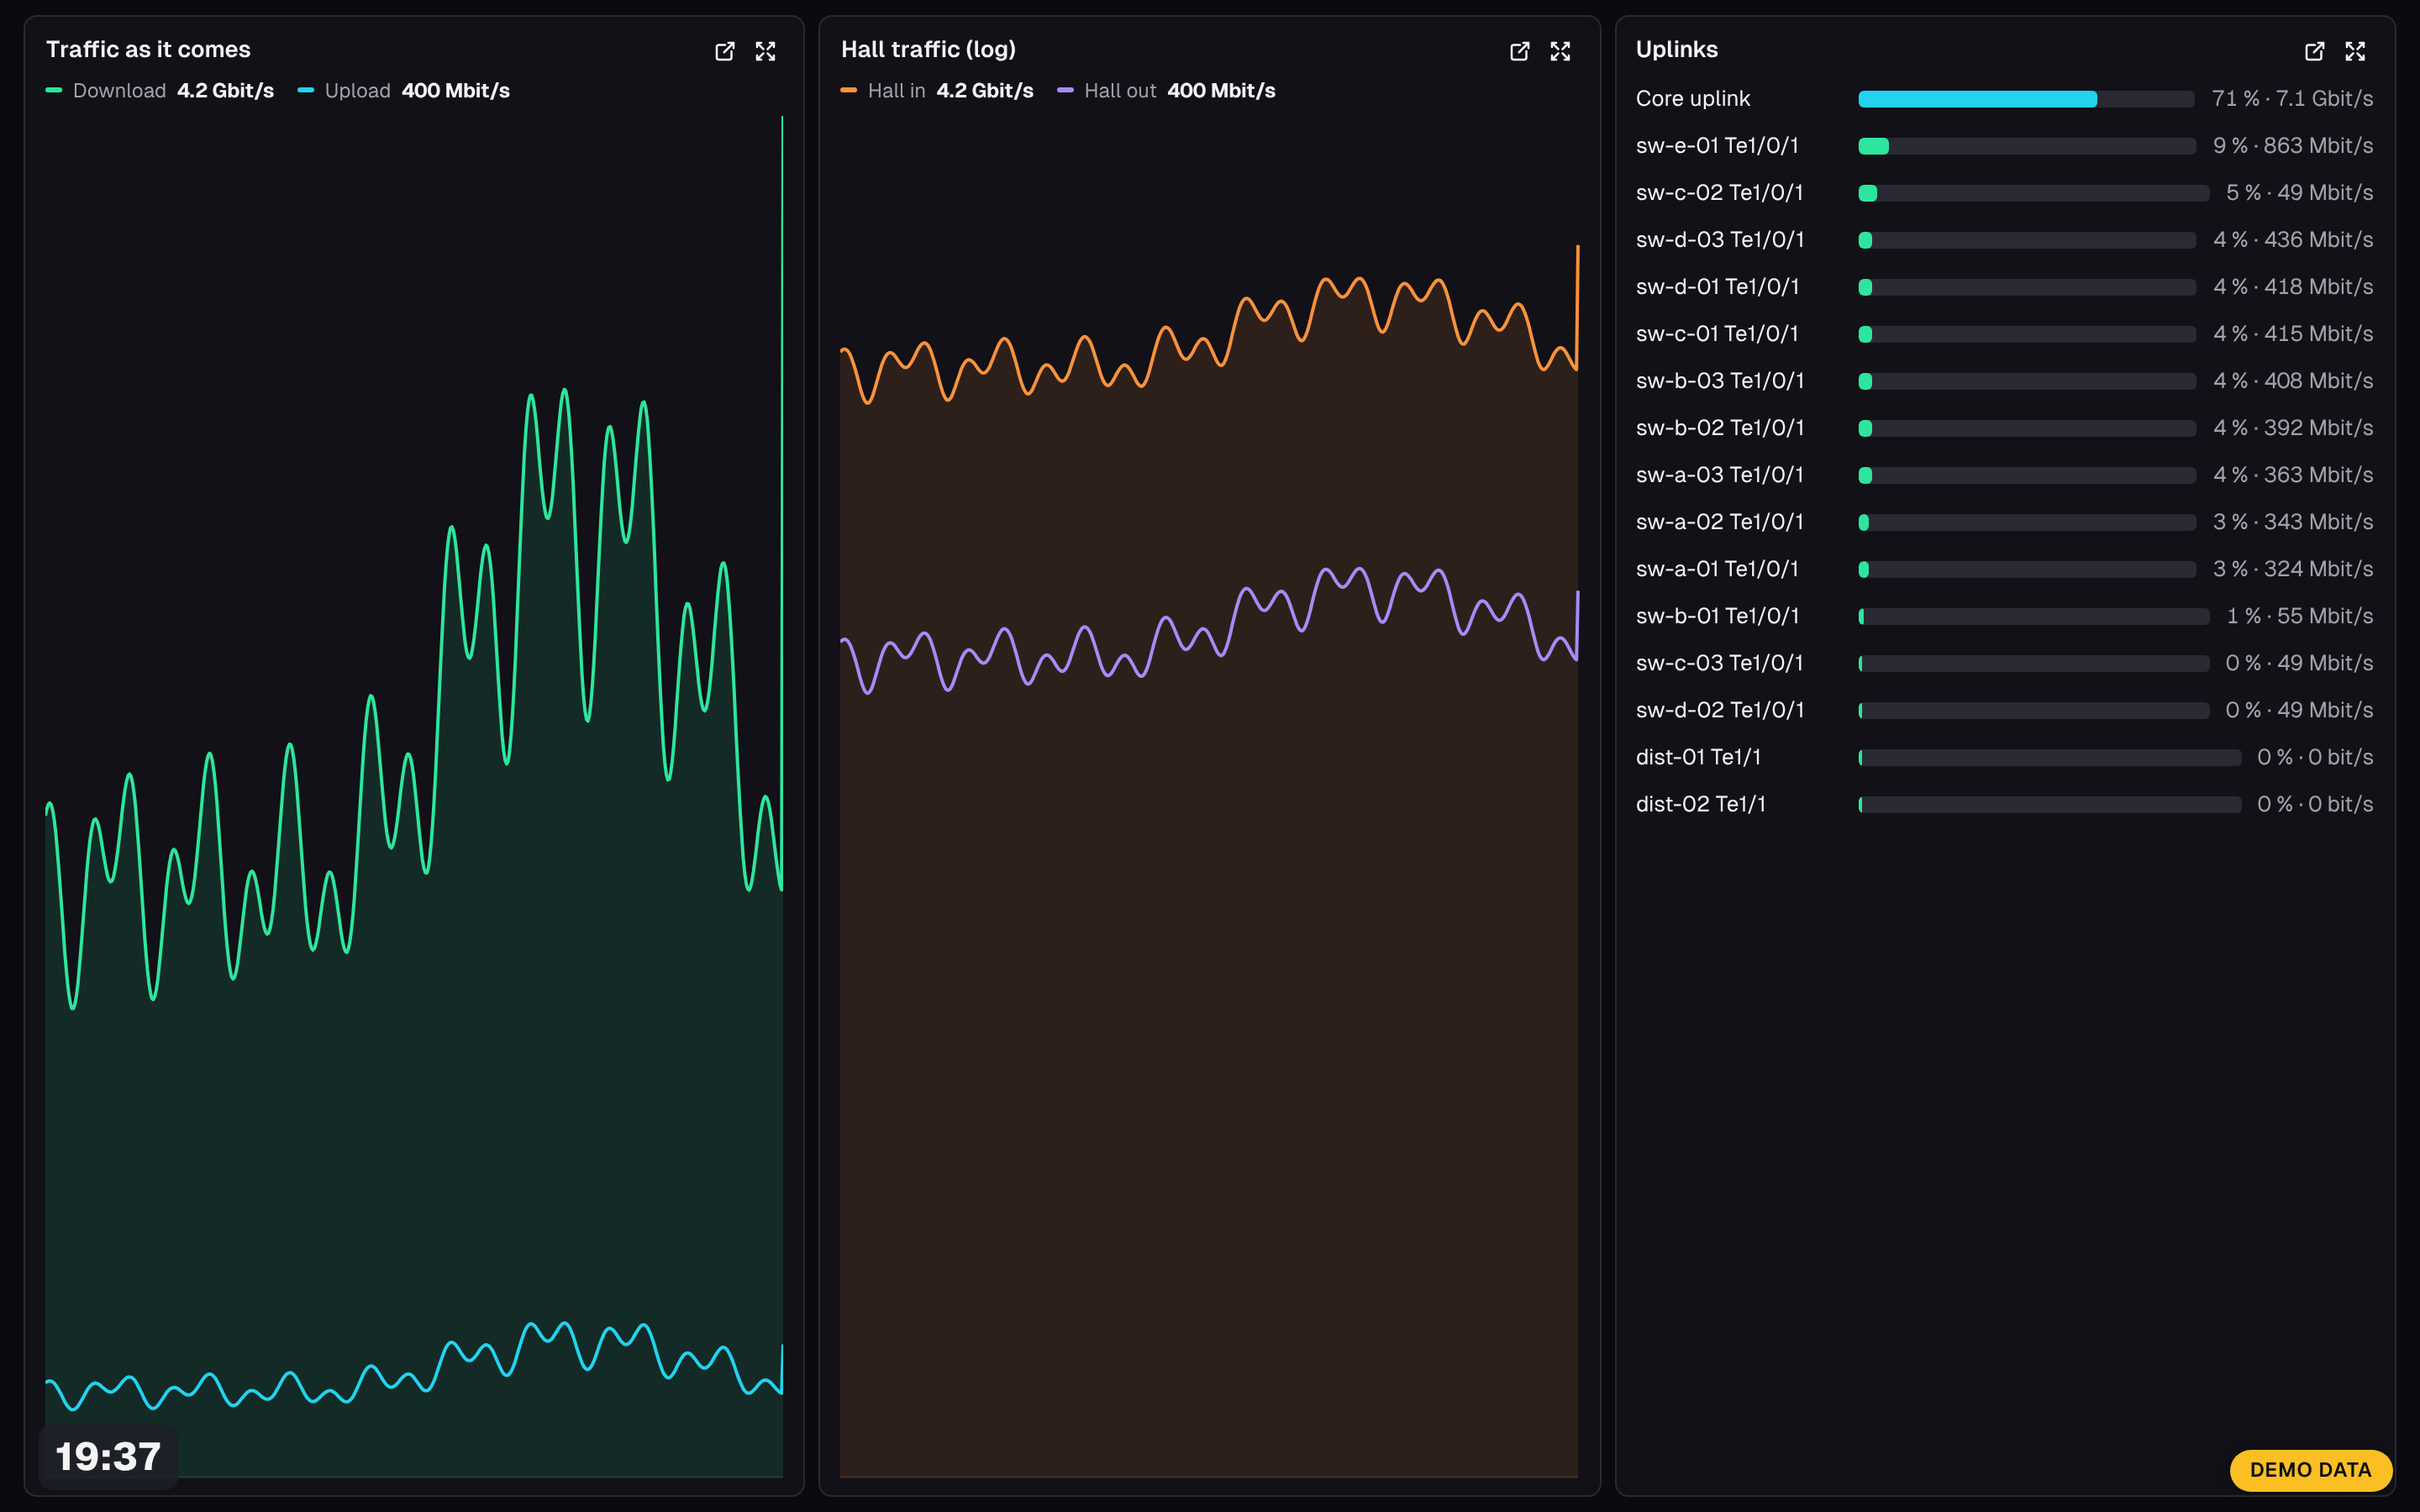 Traffic as it comes
Download 4.2 Gbit/s Upload 400 Mbit/s
Hall traffic (log)
Hall in 4.2 Gbit/s Hall out 400 Mbit/s
Uplinks
Core uplink 71 % · 7.1 Gbit/s
sw-e-01 Te1/0/1 9 % · 863 Mbit/s
sw-c-02 Te1/0/1 5 % · 49 Mbit/s
sw-d-03 Te1/0/1 4 % · 436 Mbit/s
sw-d-01 Te1/0/1 4 % · 418 Mbit/s
sw-c-01 Te1/0/1 4 % · 415 Mbit/s
sw-b-03 Te1/0/1 4 % · 408 Mbit/s
sw-b-02 Te1/0/1 4 % · 392 Mbit/s
sw-a-03 Te1/0/1 4 % · 363 Mbit/s
sw-a-02 Te1/0/1 3 % · 343 Mbit/s
sw-a-01 Te1/0/1 3 % · 324 Mbit/s
sw-b-01 Te1/0/1 1 % · 55 Mbit/s
sw-c-03 Te1/0/1 0 % · 49 Mbit/s
sw-d-02 Te1/0/1 0 % · 49 Mbit/s
dist-01 Te1/1 0 % · 0 bit/s
dist-02 Te1/1 0 % · 0 bit/s
19:37
DEMO DATA